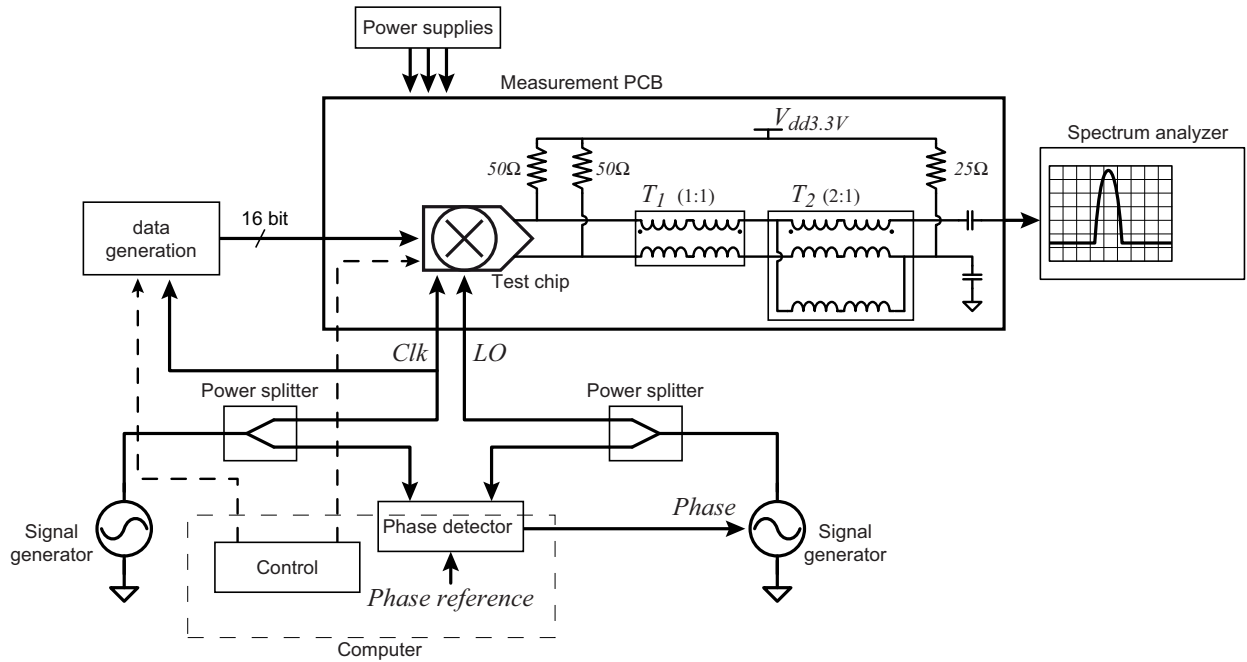 Power supplies
Measurement PCB
V_dd3.3V
Spectrum analyzer
50Ω
50Ω
25Ω
T_1 (1:1)
T_2 (2:1)
data
generation
16 bit
Test chip
Clk
LO
Power splitter
Power splitter
Phase
Phase detector
Signal
generator
Signal
generator
Control
Phase reference
Computer